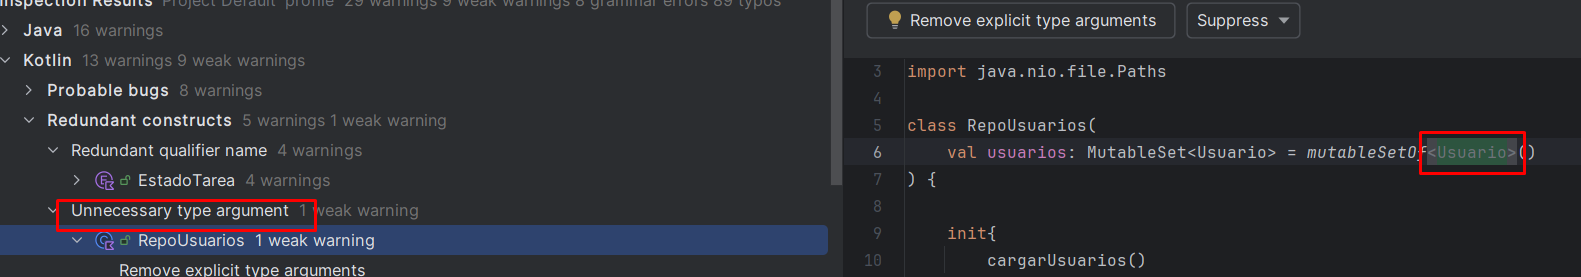 Inspection Results Project Default profile 29 warnings 9 weak warnings 8 grammar errors 89 typos
Java 16 warnings
Kotlin 13 warnings 9 weak warnings
Probable bugs 8 warnings
Redundant constructs 5 warnings 1 weak warning
Redundant qualifier name 4 warnings
EstadoTarea 4 warnings
Unnecessary type argument 1 weak warning
RepoUsuarios 1 weak warning
Remove explicit type arguments
Remove explicit type arguments Suppress
3 import java.nio.file.Paths
4
5 class RepoUsuarios(
6 val usuarios: MutableSet<Usuario> = mutableSetOf<Usuario>()
7 ) {
8
9 init{
10 cargarUsuarios()